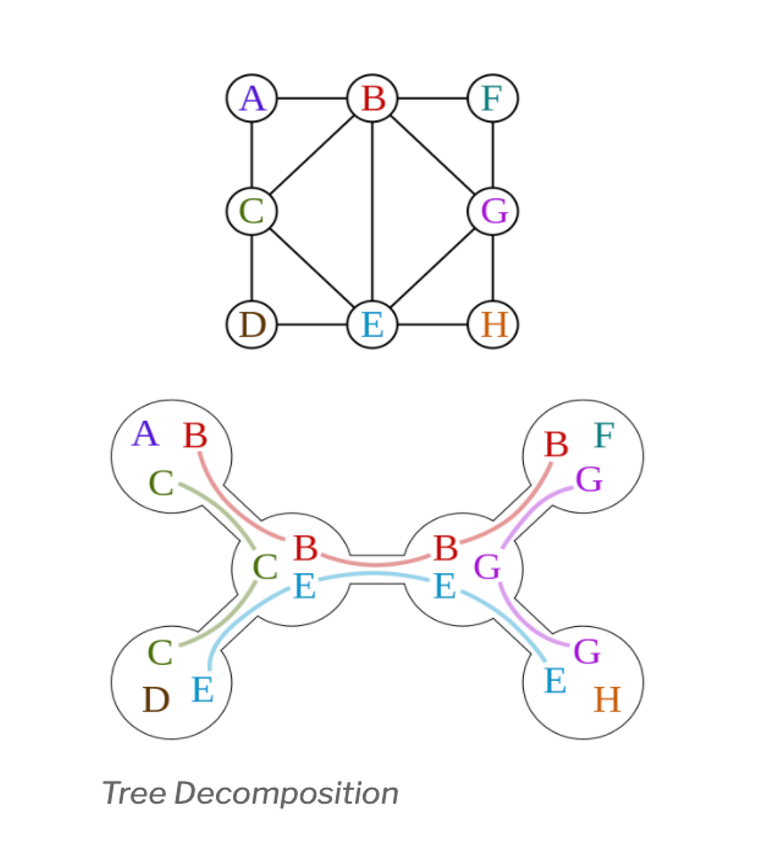 A B F
C G
D E H
A B
C
B F
G
C B
E
B G
E
C
D E
G
E H
Tree Decomposition